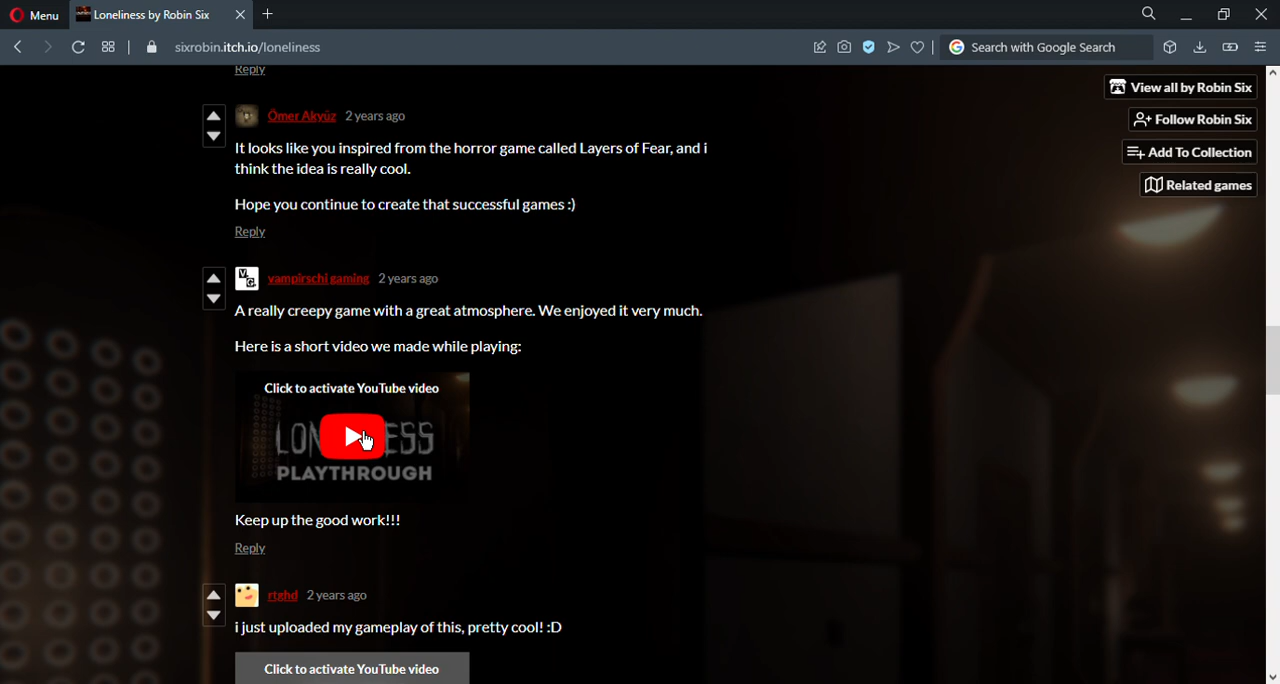 Menu
Loneliness by Robin Six
sixrobin.itch.io/loneliness
Search with Google Search
Reply
View all by Robin Six
Follow Robin Six
Add To Collection
Related games
Ömer Akyüz 2 years ago
It looks like you inspired from the horror game called Layers of Fear, and i
think the idea is really cool.
Hope you continue to create that successful games :)
Reply
V.G.
vampirschi gaming 2 years ago
A really creepy game with a great atmosphere. We enjoyed it very much.
Here is a short video we made while playing:
Click to activate YouTube video
LON ESS
PLAYTHROUGH
Keep up the good work!!!
Reply
rtghd 2 years ago
i just uploaded my gameplay of this, pretty cool! :D
Click to activate YouTube video